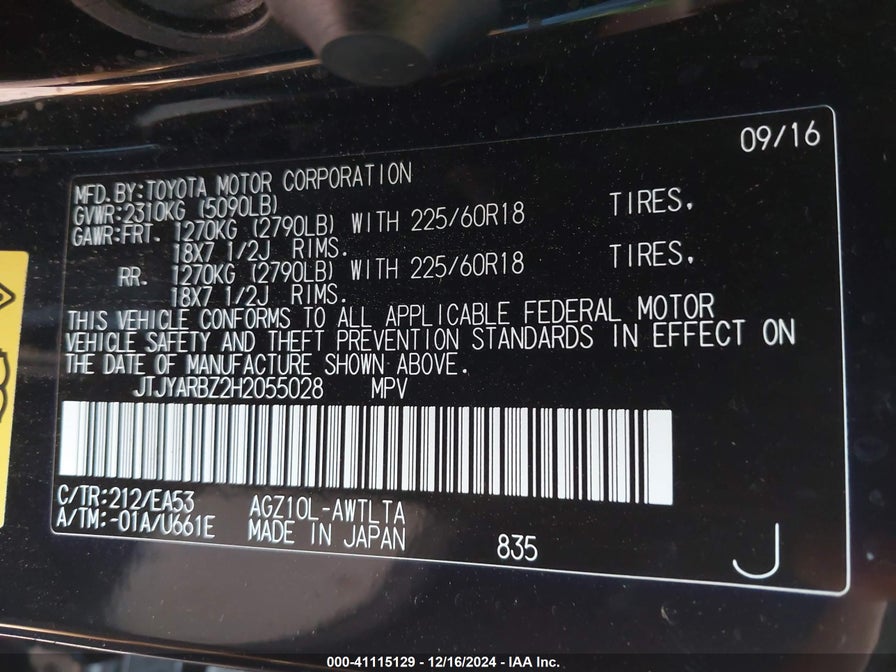 09/16
MFD.BY:TOYOTA MOTOR CORPORATION
GVWR:2310KG (5090LB)
GAWR:FRT. 1270KG (2790LB) WITH 225/60R18 TIRES,
18X7 1/2J RIMS.
RR. 1270KG (2790LB) WITH 225/60R18 TIRES,
18X7 1/2J RIMS.
THIS VEHICLE CONFORMS TO ALL APPLICABLE FEDERAL MOTOR
VEHICLE SAFETY AND THEFT PREVENTION STANDARDS IN EFFECT ON
THE DATE OF MANUFACTURE SHOWN ABOVE.
JTJYARBZ2H2055028 MPV
C/TR:212/EA53 AGZ10L-AWTLTA
A/TM:-01A/U661E MADE IN JAPAN 835 J
000-41115129 - 12/16/2024 - IAA Inc.